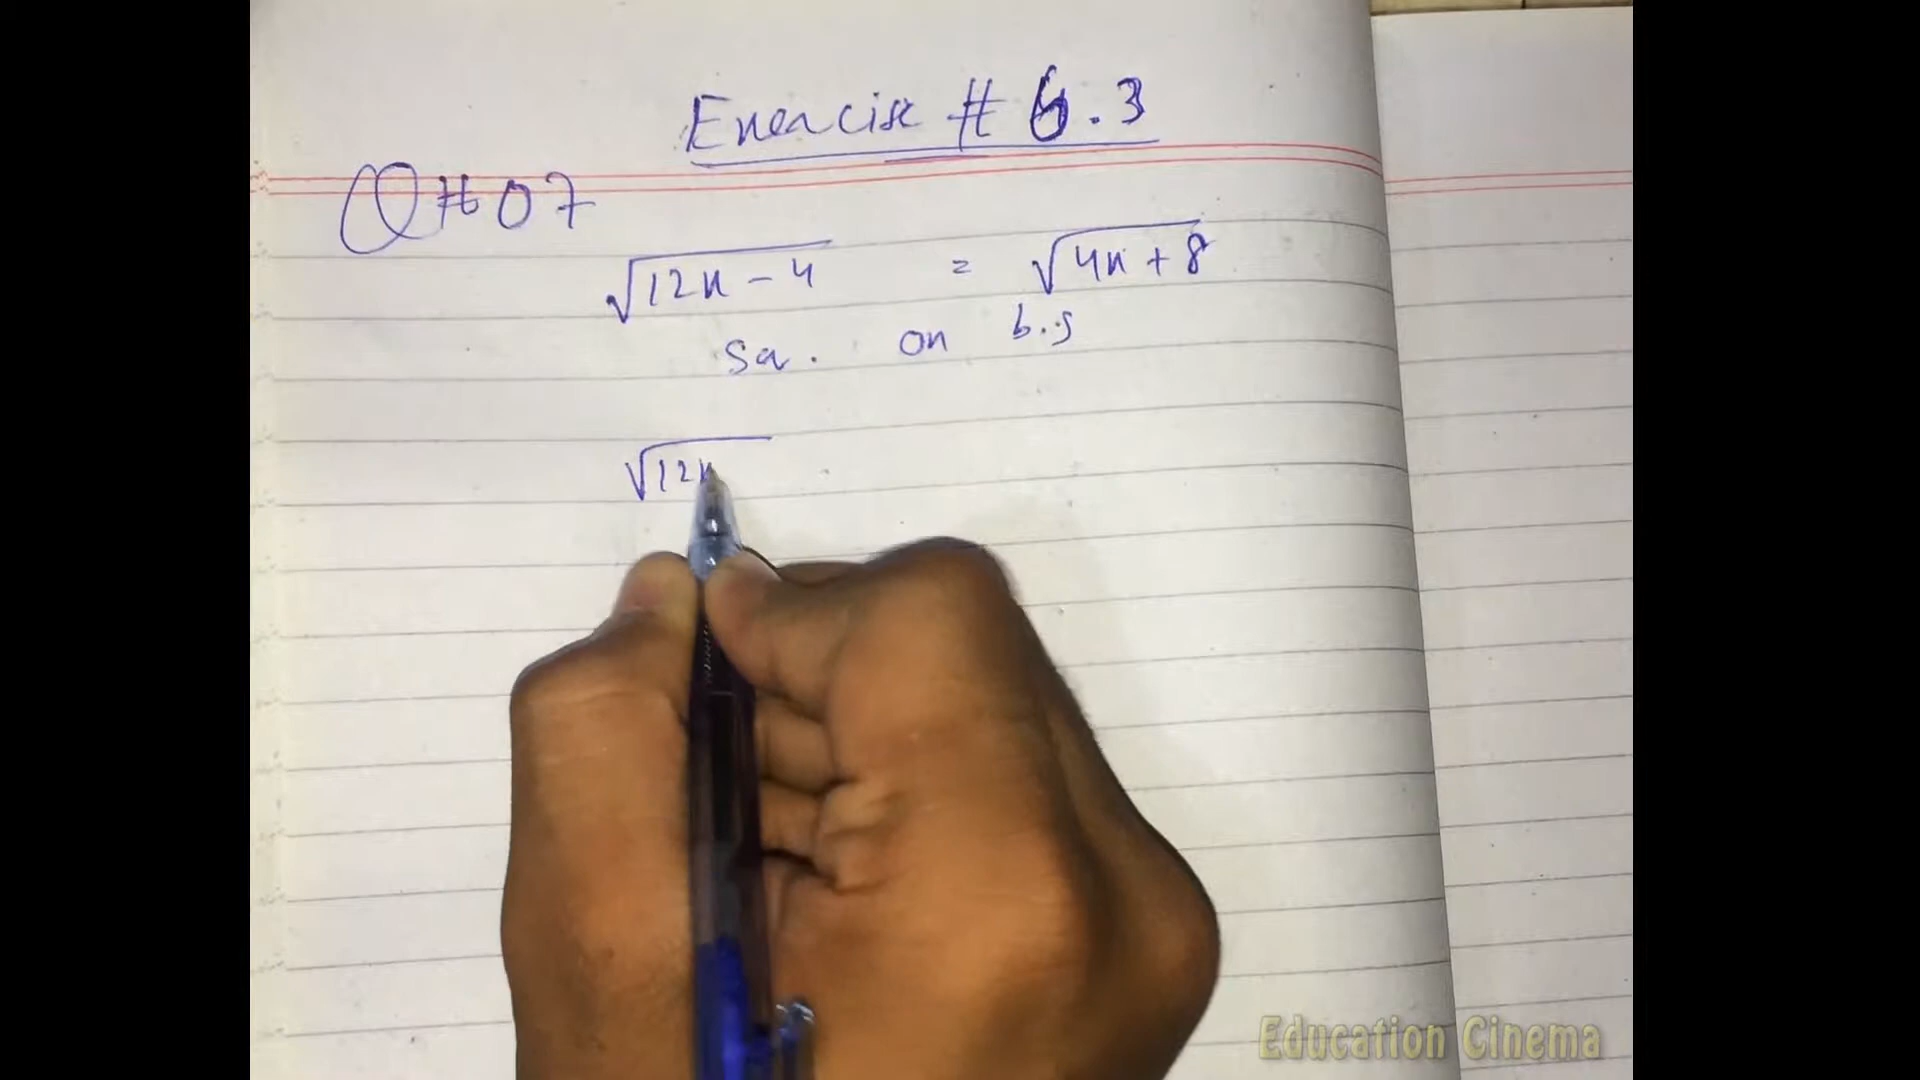 Exercise # 6.3
Q # 07
√12x - 4 = √4x + 8
Sq. on b.s
√12x
Education Cinema